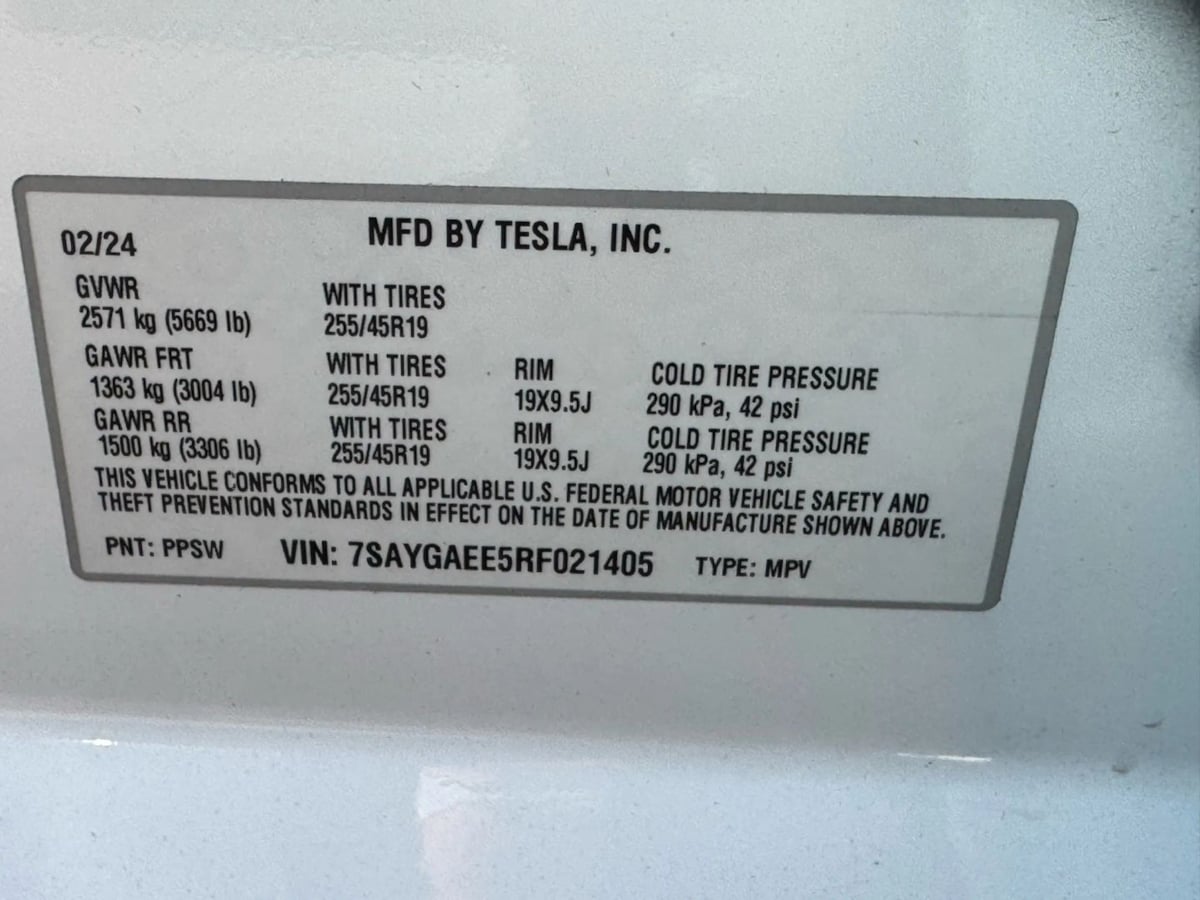 02/24 MFD BY TESLA, INC.
GVWR WITH TIRES
2571 kg (5669 lb) 255/45R19
GAWR FRT WITH TIRES RIM COLD TIRE PRESSURE
1363 kg (3004 lb) 255/45R19 19X9.5J 290 kPa, 42 psi
GAWR RR WITH TIRES RIM COLD TIRE PRESSURE
1500 kg (3306 lb) 255/45R19 19X9.5J 290 kPa, 42 psi
THIS VEHICLE CONFORMS TO ALL APPLICABLE U.S. FEDERAL MOTOR VEHICLE SAFETY AND
THEFT PREVENTION STANDARDS IN EFFECT ON THE DATE OF MANUFACTURE SHOWN ABOVE.
PNT: PPSW VIN: 7SAYGAEE5RF021405 TYPE: MPV